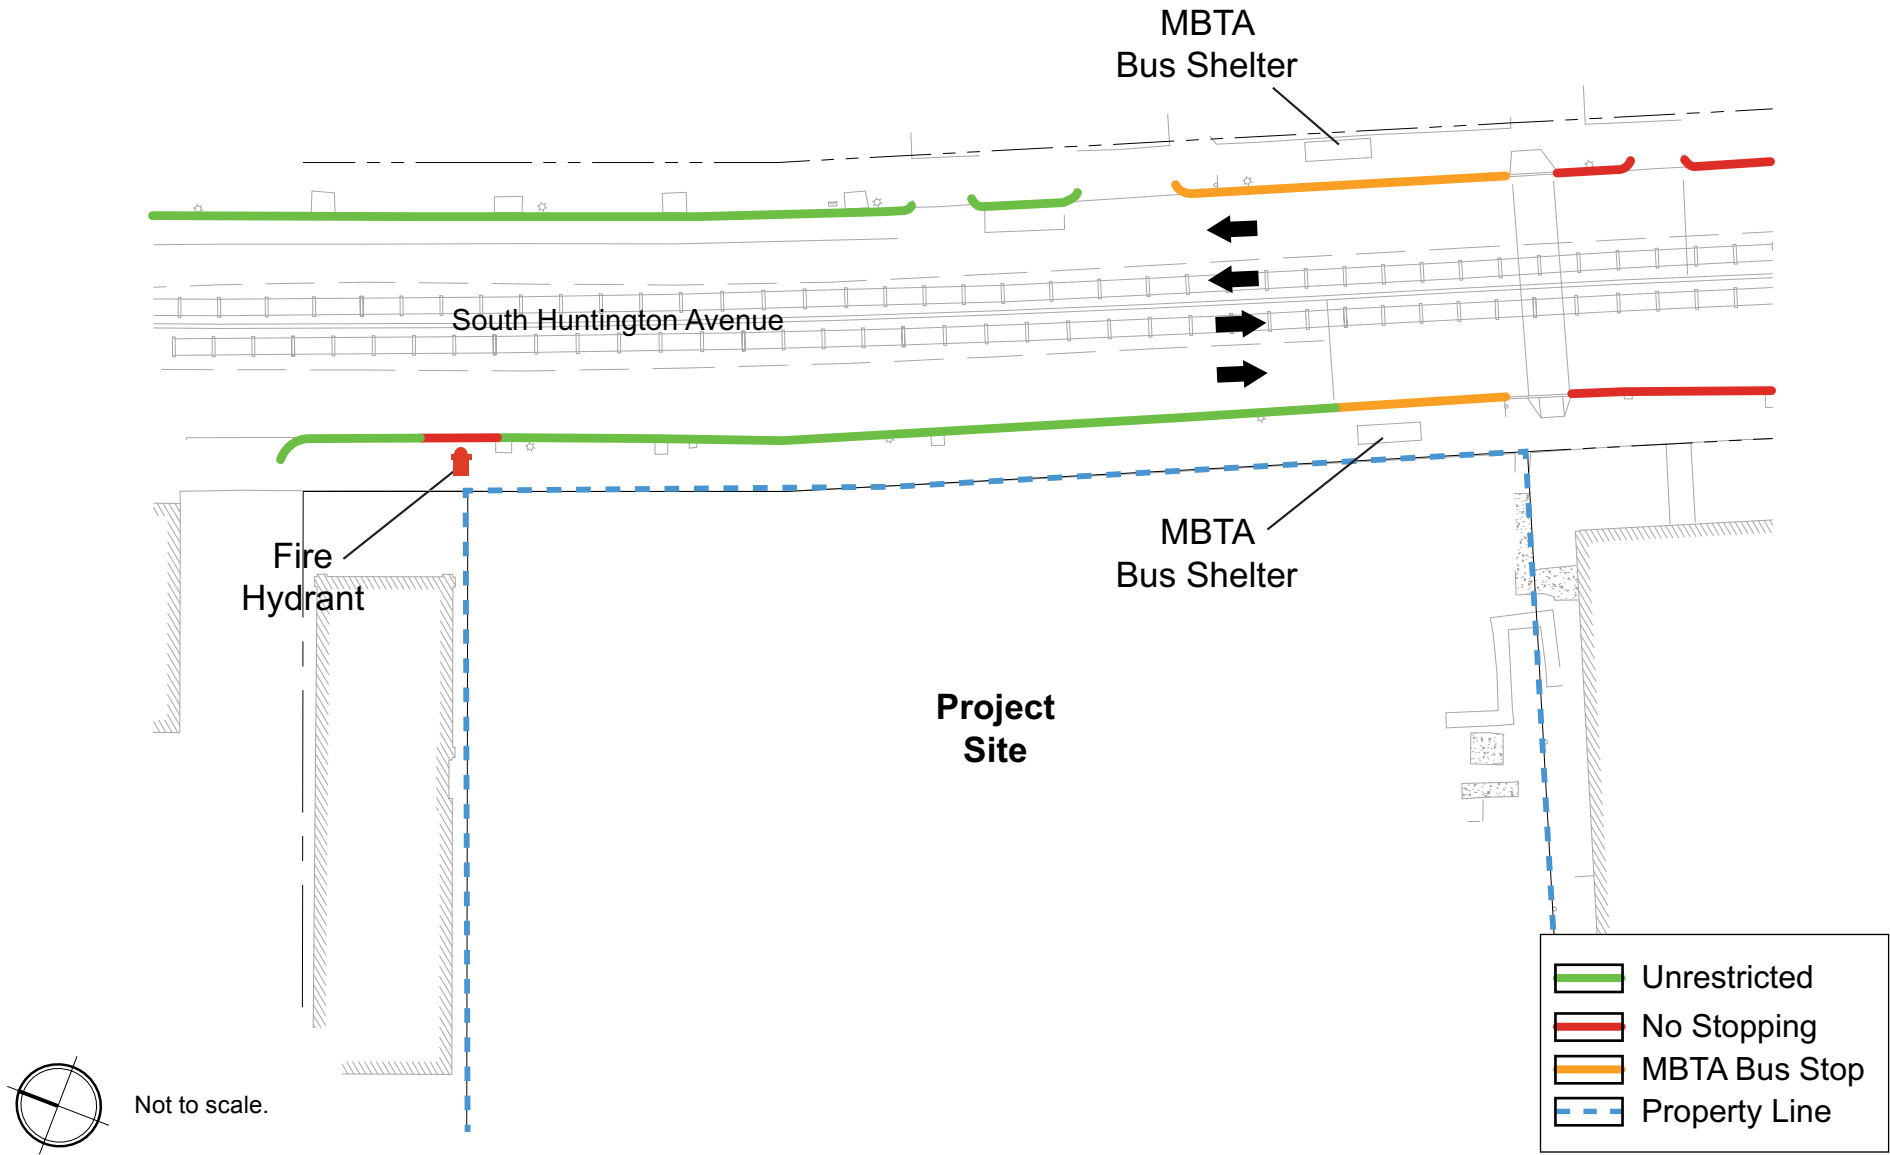 MBTA
Bus Shelter
South Huntington Avenue
Fire
Hydrant
MBTA
Bus Shelter
Project
Site
Unrestricted
No Stopping
MBTA Bus Stop
Property Line
Not to scale.